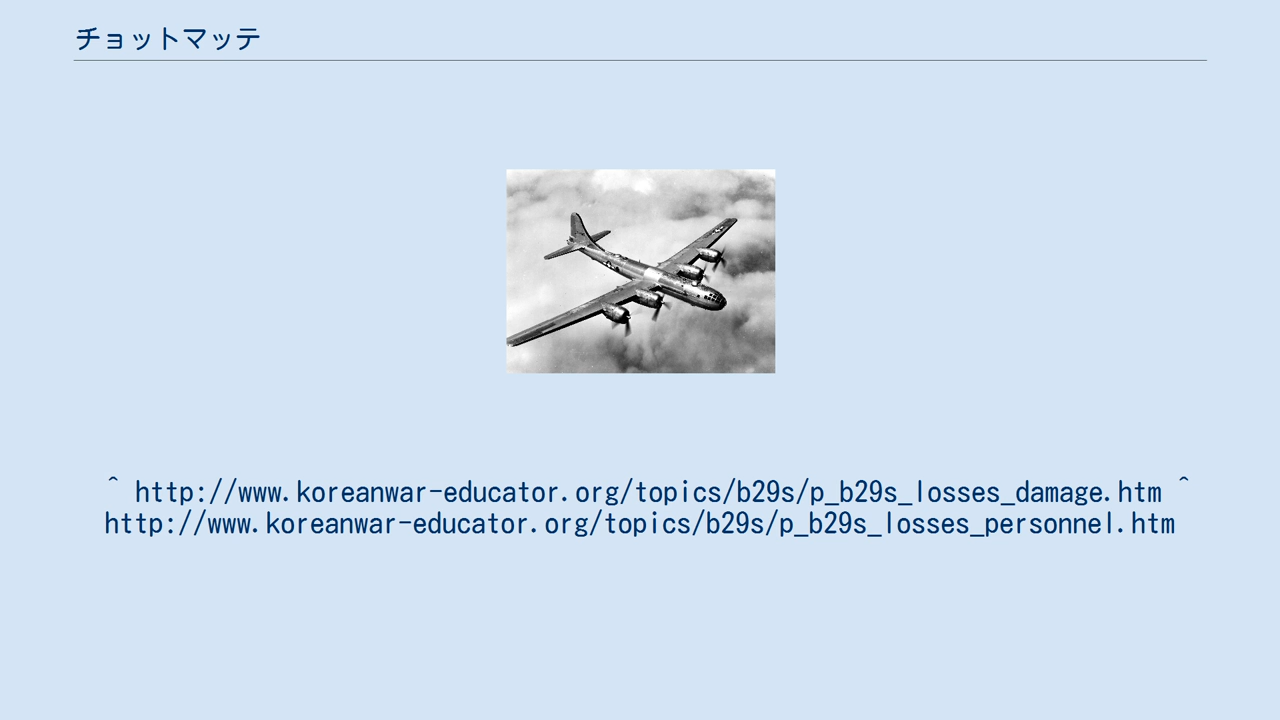 チョットマッテ
^ http://www.koreanwar-educator.org/topics/b29s/p_b29s_losses_damage.htm ^
http://www.koreanwar-educator.org/topics/b29s/p_b29s_losses_personnel.htm